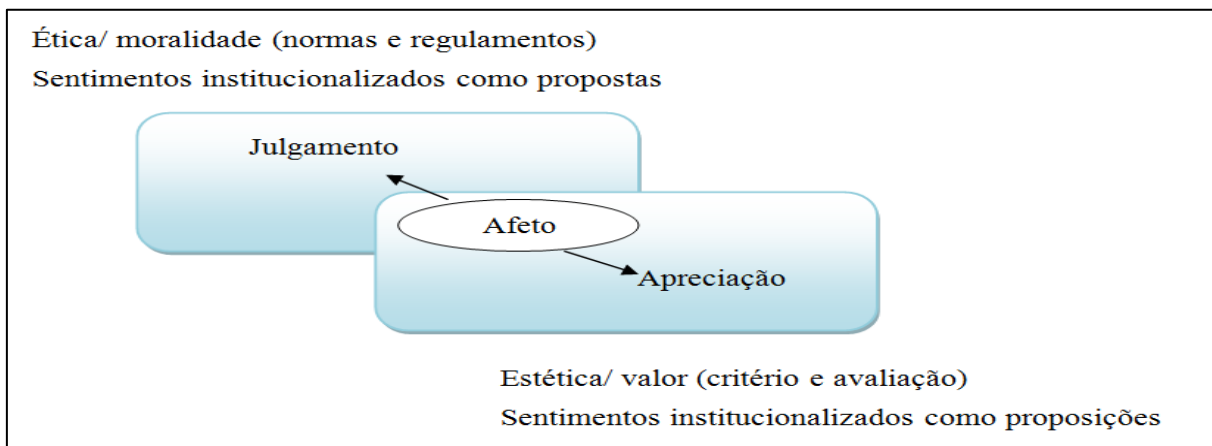 Ética/ moralidade (normas e regulamentos)
Sentimentos institucionalizados como propostas
Julgamento
Afeto
Apreciação
Estética/ valor (critério e avaliação)
Sentimentos institucionalizados como proposições